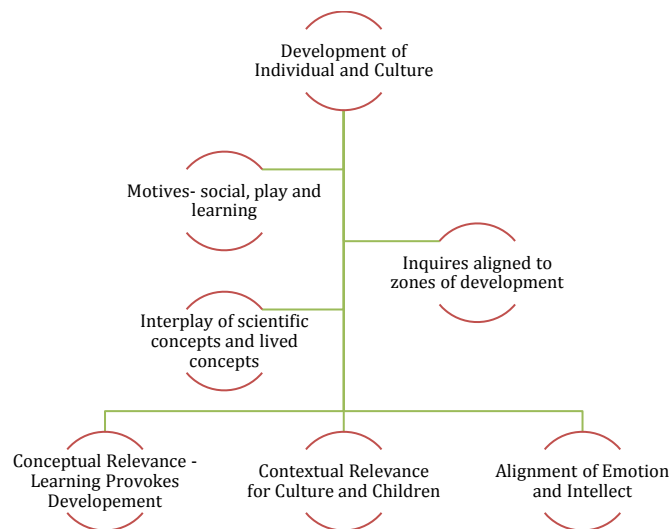 Development of
Individual and Culture
Motives- social, play and
learning
Inquires aligned to
zones of development
Interplay of scientific
concepts and lived
concepts
Conceptual Relevance -
Learning Provokes
Developement
Contextual Relevance
for Culture and Children
Alignment of Emotion
and Intellect